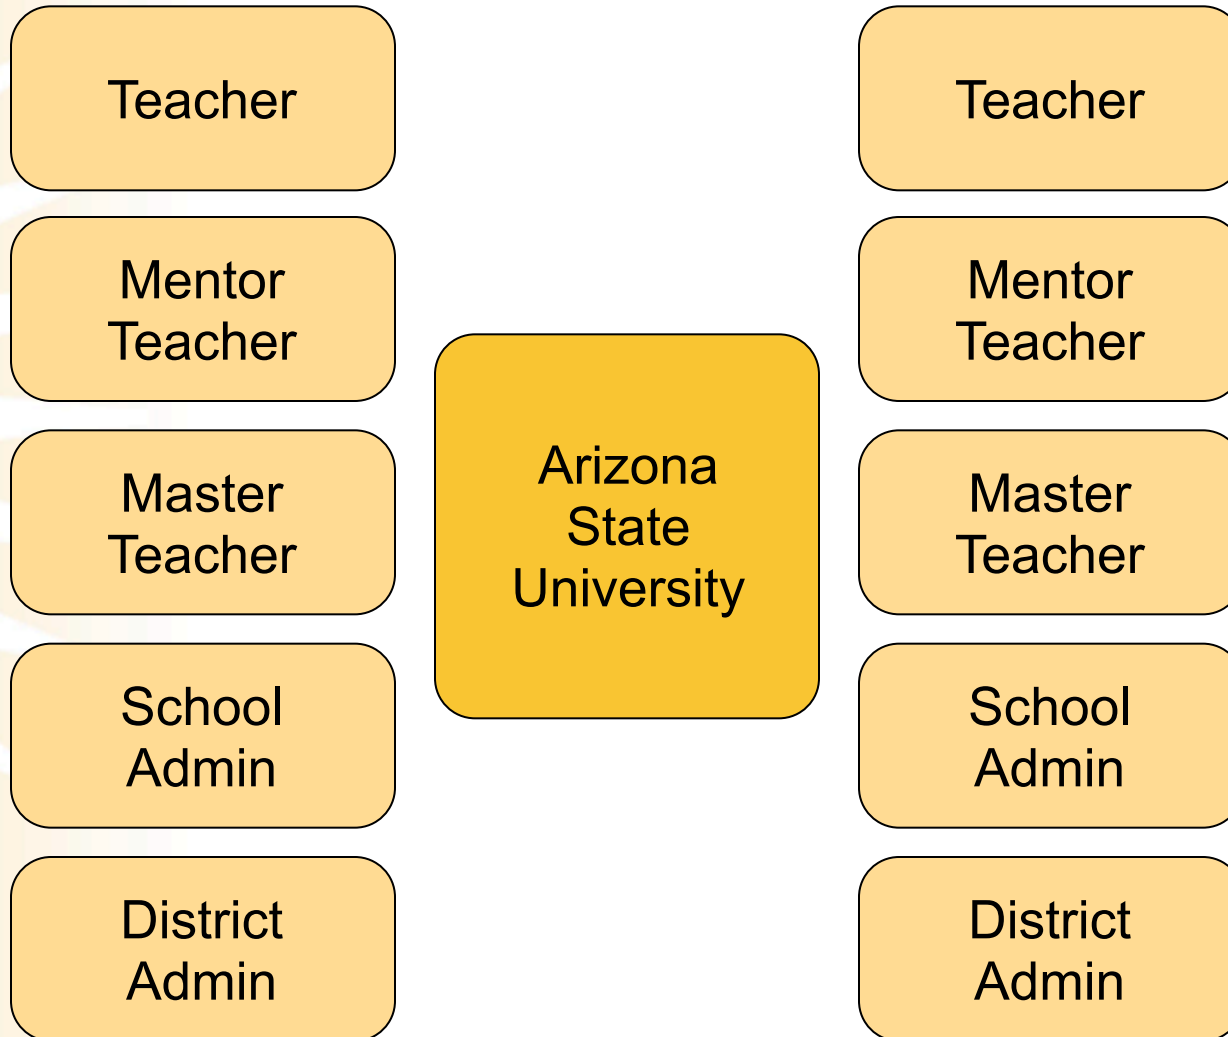 Teacher
Mentor
Teacher
Master
Teacher
School
Admin
District
Admin
Arizona
State
University
Teacher
Mentor
Teacher
Master
Teacher
School
Admin
District
Admin